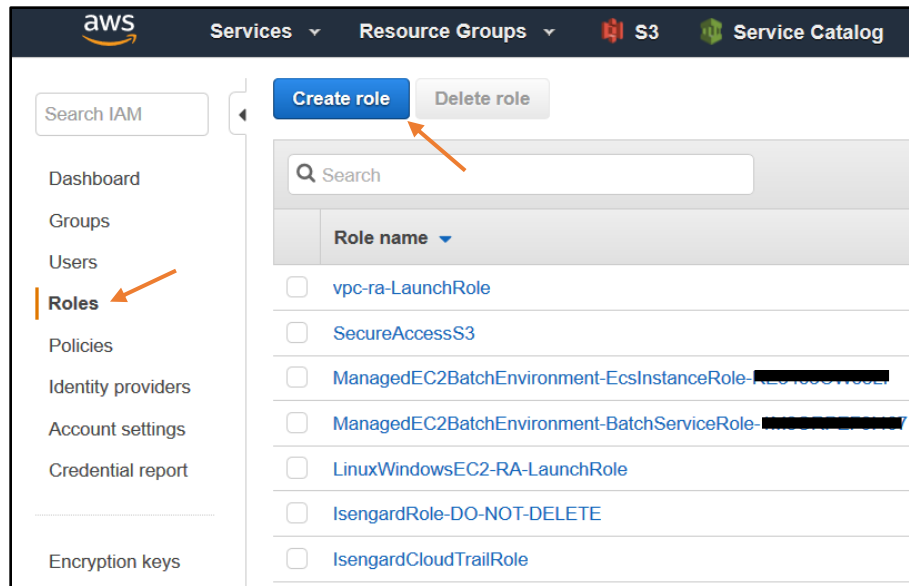 aws
Services
Resource Groups
S3
Service Catalog
Search IAM
Create role
Delete role
Dashboard
Groups
Users
Roles
Policies
Identity providers
Account settings
Credential report
Encryption keys
Search
Role name
vpc-ra-LaunchRole
SecureAccessS3
ManagedEC2BatchEnvironment-EcsInstanceRole-
ManagedEC2BatchEnvironment-BatchServiceRole-
LinuxWindowsEC2-RA-LaunchRole
IsengardRole-DO-NOT-DELETE
IsengardCloudTrailRole